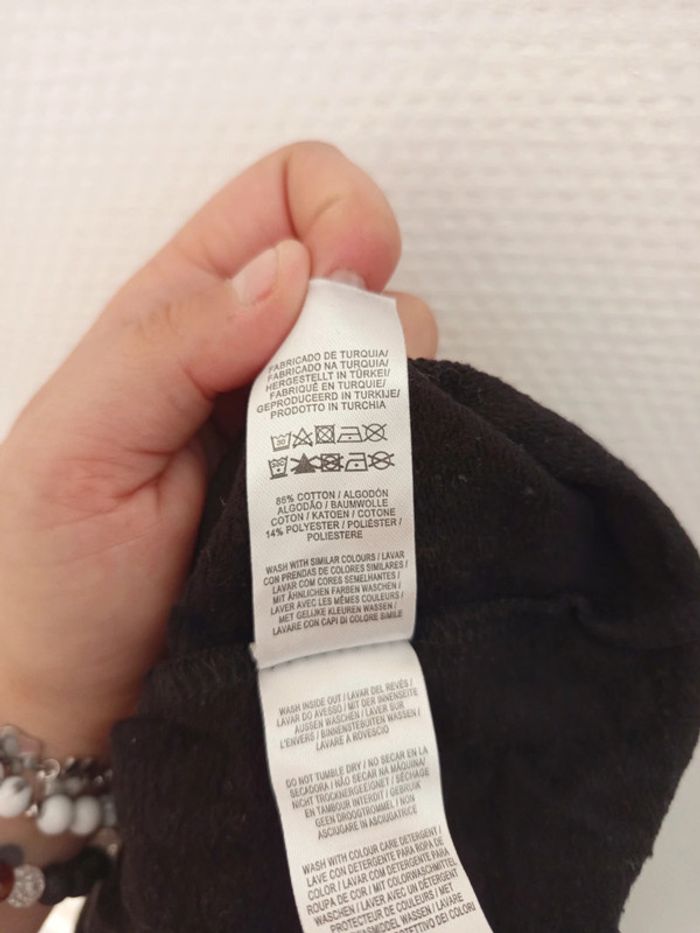 FABRICADO DE TURQUIA/
FABRICADO NA TURQUIA/
HERGESTELLT IN TÜRKEI/
FABRIQUÉ EN TURQUIE/
GEPRODUCEERD IN TURKIJE/
PRODOTTO IN TURCHIA
30
86% COTTON / ALGODÓN
ALGODÃO / BAUMWOLLE
COTON / KATOEN / COTONE
14% POLYESTER / POLIÉSTER /
POLIESTERE
WASH WITH SIMILAR COLOURS / LAVAR
CON PRENDAS DE COLORES SIMILARES /
LAVAR COM CORES SEMELHANTES /
MIT ÄHNLICHEN FARBEN WASCHEN /
LAVER AVEC LES MÊMES COULEURS /
MET GELIJKE KLEUREN WASSEN /
LAVARE CON CAPI DI COLORE SIMILE
WASH INSIDE OUT / LAVAR DEL REVÉS /
LAVAR DO AVESSO / MIT DER INNENSEITE
AUSSEN WASCHEN / LAVER SUR
L'ENVERS / BINNENSTEBUITEN WASSEN /
LAVARE A ROVESCIO
DO NOT TUMBLE DRY / NO SECAR EN LA
SECADORA / NÃO SECAR NA MÁQUINA/
NICHT TROCKNERGEEIGNET / SÉCHAGE
EN TAMBOUR INTERDIT / GEBRUIK
GEEN DROOGTROMMEL / NON
ASCIUGARE IN ASCIUGATRICE
WASH WITH COLOUR CARE DETERGENT/
LAVE CON DETERGENTE PARA ROPA DE
COLOR / LAVAR COM DETERGENTE PARA
ROUPA DE COR / MIT COLORWASCHMITTEL
WASCHEN / LAVER AVEC UN DÉTERGENT
PROTECTEUR DE COULEURS / MET
WASSEN / LAVARE
DEI COLORI